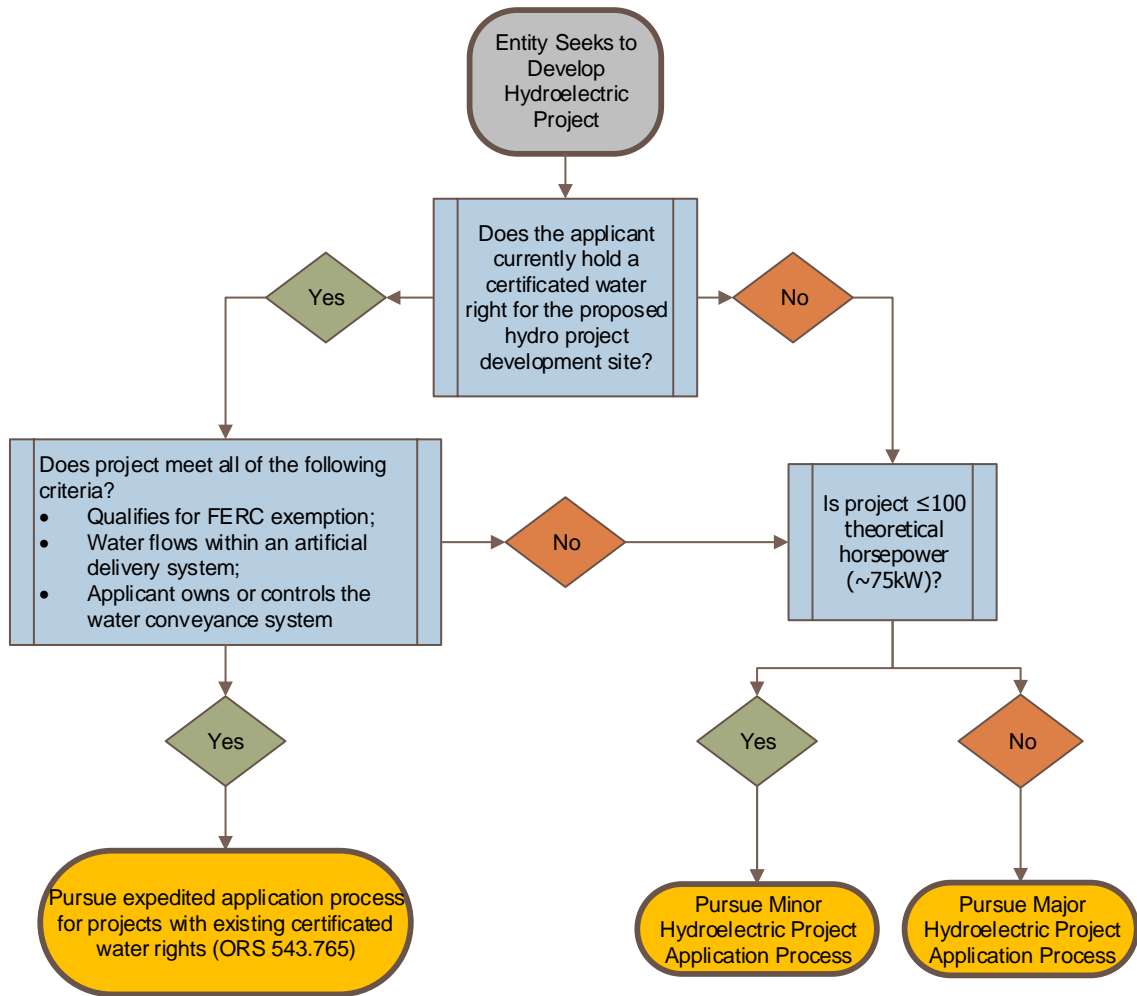 Entity Seeks to
Develop
Hydroelectric
Project
Does the applicant
currently hold a
certificated water
right for the proposed
hydro project
development site?
Yes
No
Does project meet all of the following
criteria?
• Qualifies for FERC exemption;
• Water flows within an artificial
delivery system;
• Applicant owns or controls the
water conveyance system
No
Is project ≤100
theoretical
horsepower
(~75kW)?
Yes
Yes
No
Pursue expedited application process
for projects with existing certificated
water rights (ORS 543.765)
Pursue Minor
Hydroelectric Project
Application Process
Pursue Major
Hydroelectric Project
Application Process